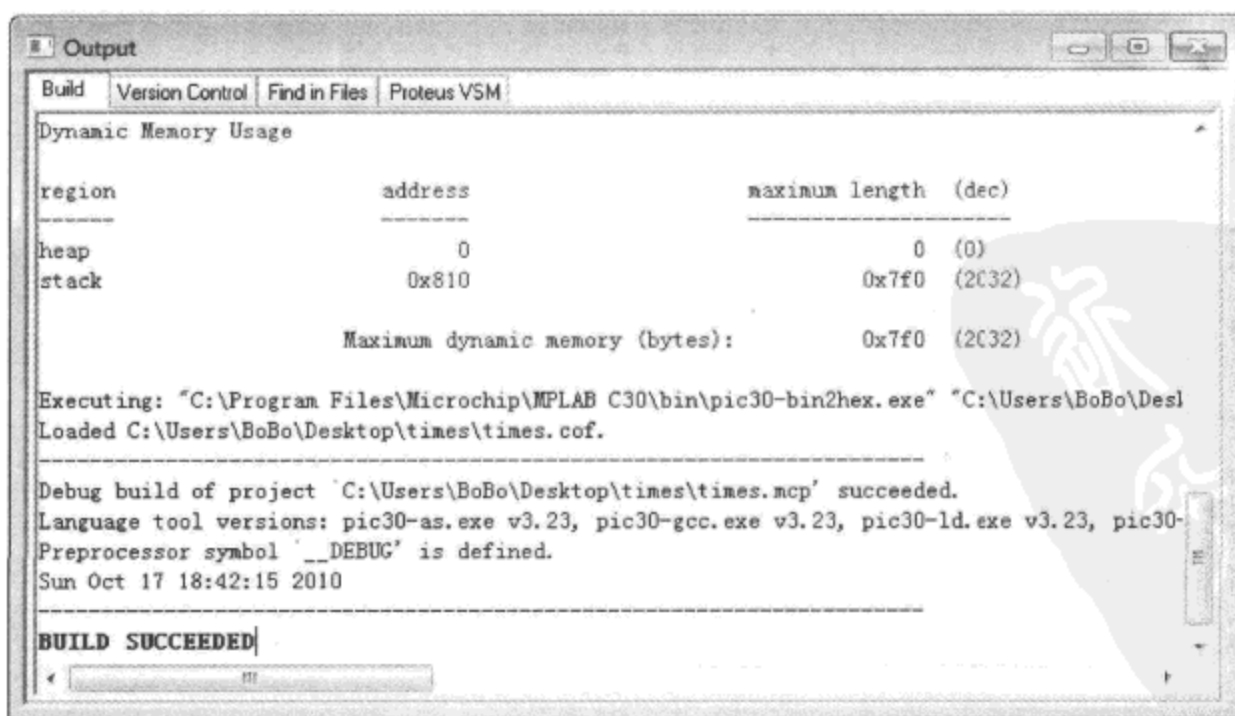 Output
Build Version Control Find in Files Proteus VSM
Dynamic Memory Usage
region address maximum length (dec)
------ ------- ---------------------
heap 0 0 (0)
stack 0x810 0x7f0 (2032)
Maximum dynamic memory (bytes): 0x7f0 (2032)
Executing: "C:\Program Files\Microchip\MPLAB C30\bin\pic30-bin2hex.exe" "C:\Users\BoBo\Desl
Loaded C:\Users\BoBo\Desktop\times\times.cof.
Debug build of project `C:\Users\BoBo\Desktop\times\times.mcp' succeeded.
Language tool versions: pic30-as.exe v3.23, pic30-gcc.exe v3.23, pic30-ld.exe v3.23, pic30-
Preprocessor symbol `__DEBUG' is defined.
Sun Oct 17 18:42:15 2010
BUILD SUCCEEDED